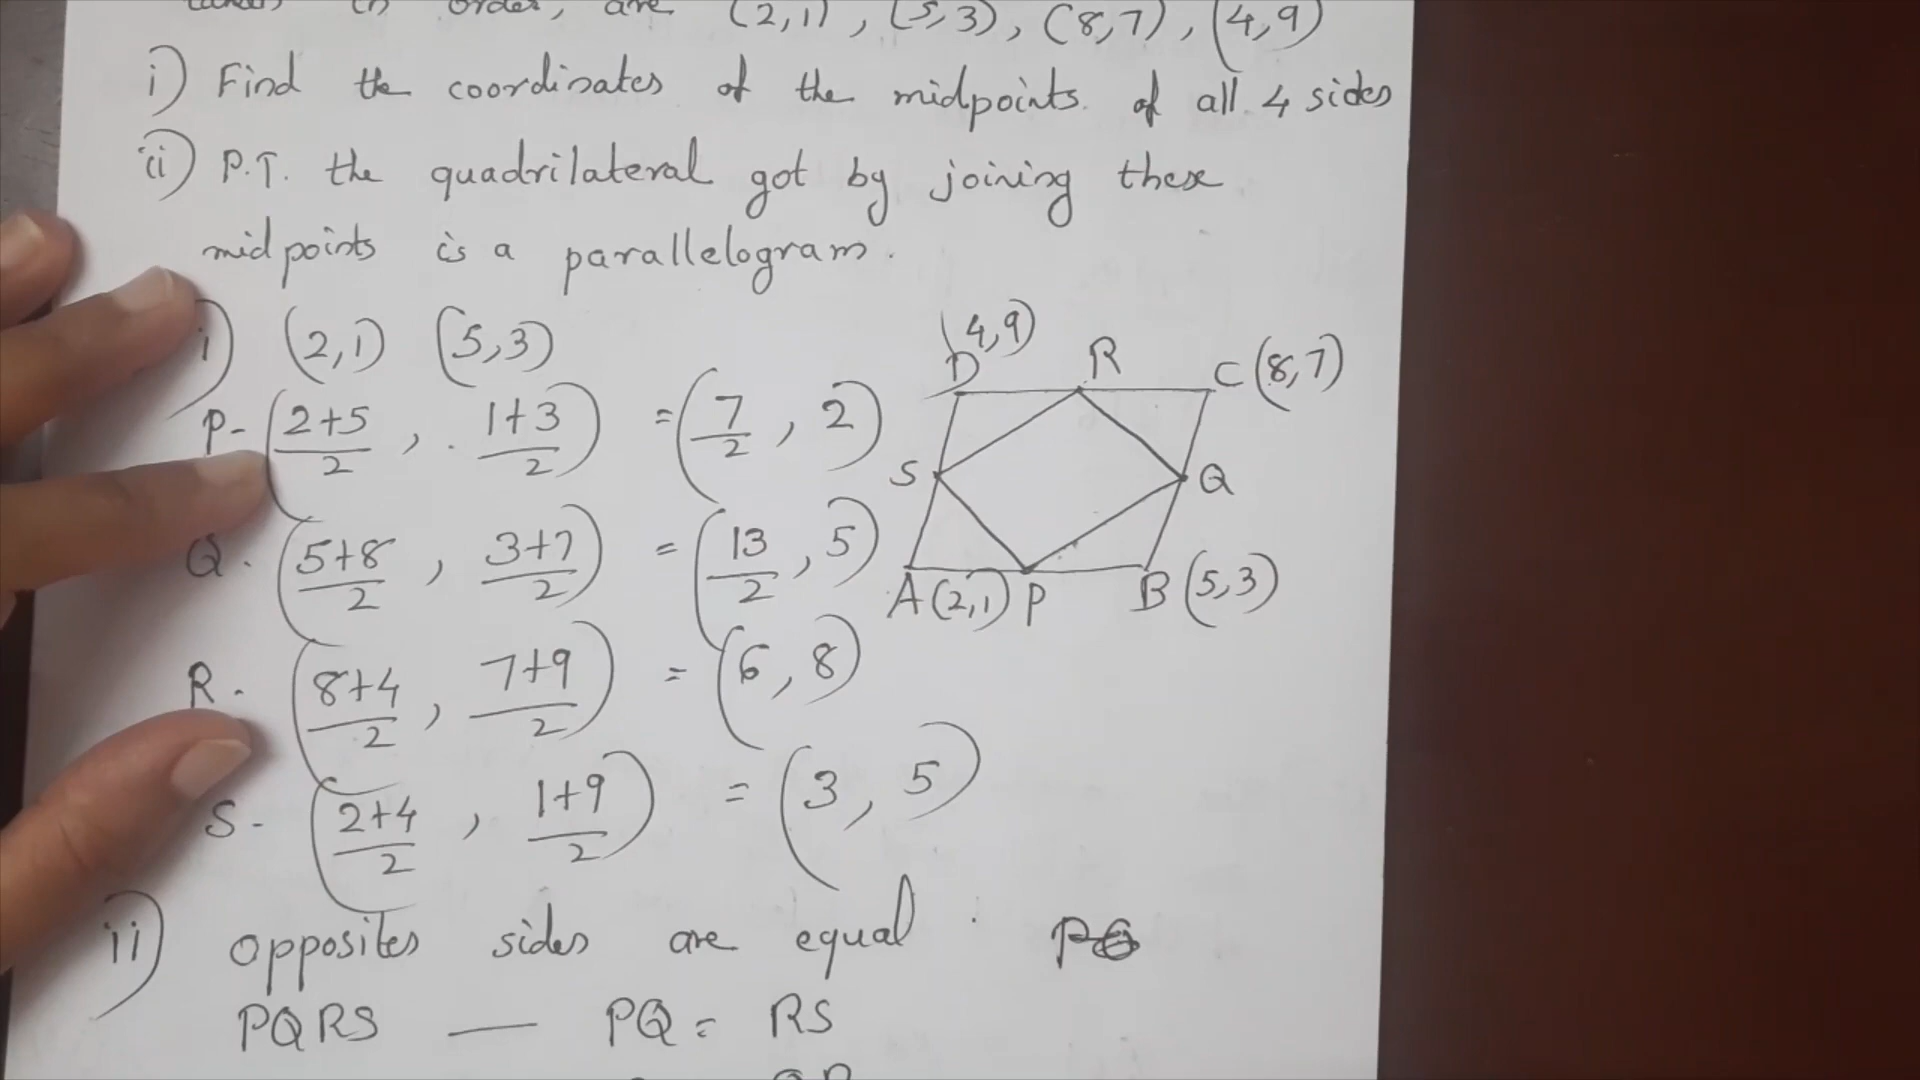 in order, are (2,1), (5,3), (8,7), (4,9)
i) Find the coordinates of the midpoints of all 4 sides
ii) P.T. the quadrilateral got by joining these
midpoints is a parallelogram.
i) (2,1) (5,3)
P- (2+5/2, 1+3/2) = (7/2, 2)
Q. (5+8/2, 3+7/2) = (13/2, 5)
R. (8+4/2, 7+9/2) = (6, 8)
S- (2+4/2, 1+9/2) = (3, 5)
(4,9)
D R C (8,7)
S Q
A (2,1) P B (5,3)
ii) opposites sides are equal PQ
PQRS — PQ = RS